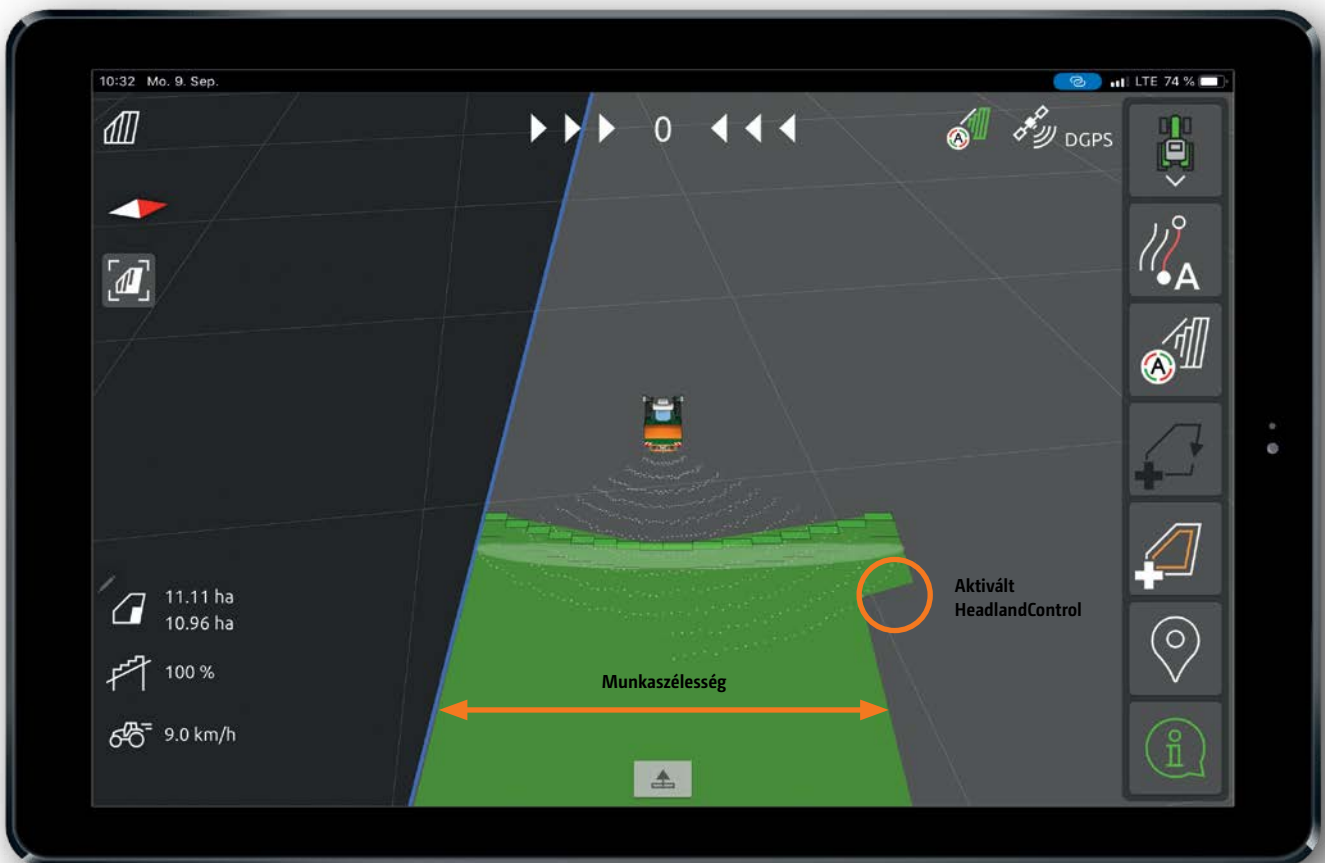 10:32 Mo. 9. Sep.
LTE 74 %
0
DGPS
A
A
A
11.11 ha
10.96 ha
100 %
9.0 km/h
Aktivált
HeadlandControl
Munkaszélesség
i